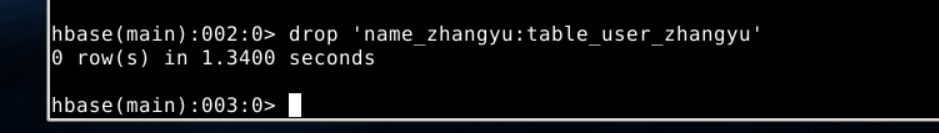 hbase(main):002:0> drop 'name_zhangyu:table_user_zhangyu'
0 row(s) in 1.3400 seconds
hbase(main):003:0>